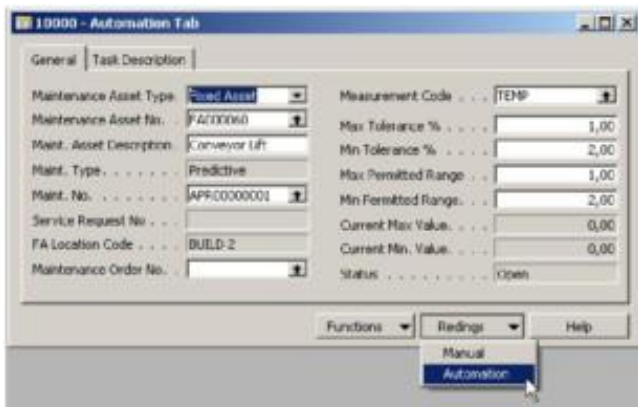 10000 - Automation Tab
General
Task Description
Maintenance Asset Type. Fixed Asset
Maintenance Asset No. . FA000060
Maint. Asset Description. Conveyor Lift
Maint. Type. . . . . . . Predictive
Maint. No. . . . . . . . APR00000001
Service Request No . . .
FA Location Code . . . . BUILD-2
Maintenance Order No. . .
Measurement Code . . . . TEMP
Max Tolerance % . . . . . 1,00
Min Tolerance % . . . . . 2,00
Max Permitted Range . . 1,00
Min Permitted Range. . . 2,00
Current Max Value. . . . 0,00
Current Min. Value. . . . 0,00
Status . . . . . . . . . Open
Functions
Redings
Help
Manual
Automation